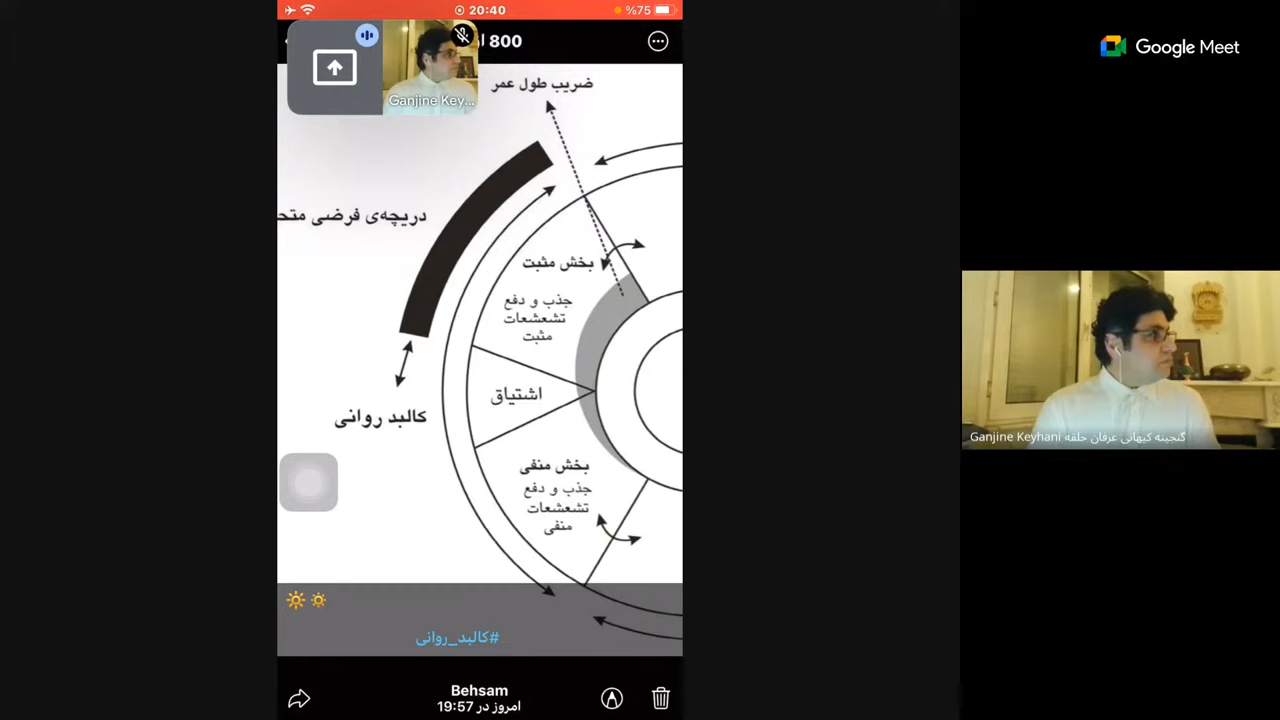 20:40
%75
800
Ganjine Key...
Google Meet
ضریب طول عمر
دریچه‌ی فرضی متح
بخش مثبت
جذب و دفع
تشعشعات
مثبت
اشتیاق
کالبد روانی
بخش منفی
جذب و دفع
تشعشعات
منفی
#کالبد_روانی
Behsam
امروز در 19:57
Ganjine Keyhani گنجینه کیهانی عرفان حلقه